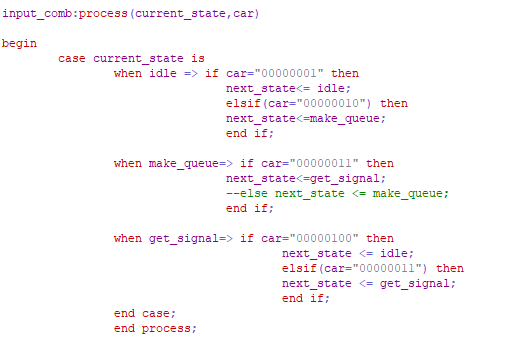 input_comb:process(current_state,car)
begin
case current_state is
when idle => if car="00000001" then
next_state<= idle;
elsif(car="00000010") then
next_state<=make_queue;
end if;
when make_queue=> if car="00000011" then
next_state<=get_signal;
--else next_state <= make_queue;
end if;
when get_signal=> if car="00000100" then
next_state <= idle;
elsif(car="00000011") then
next_state <= get_signal;
end if;
end case;
end process;